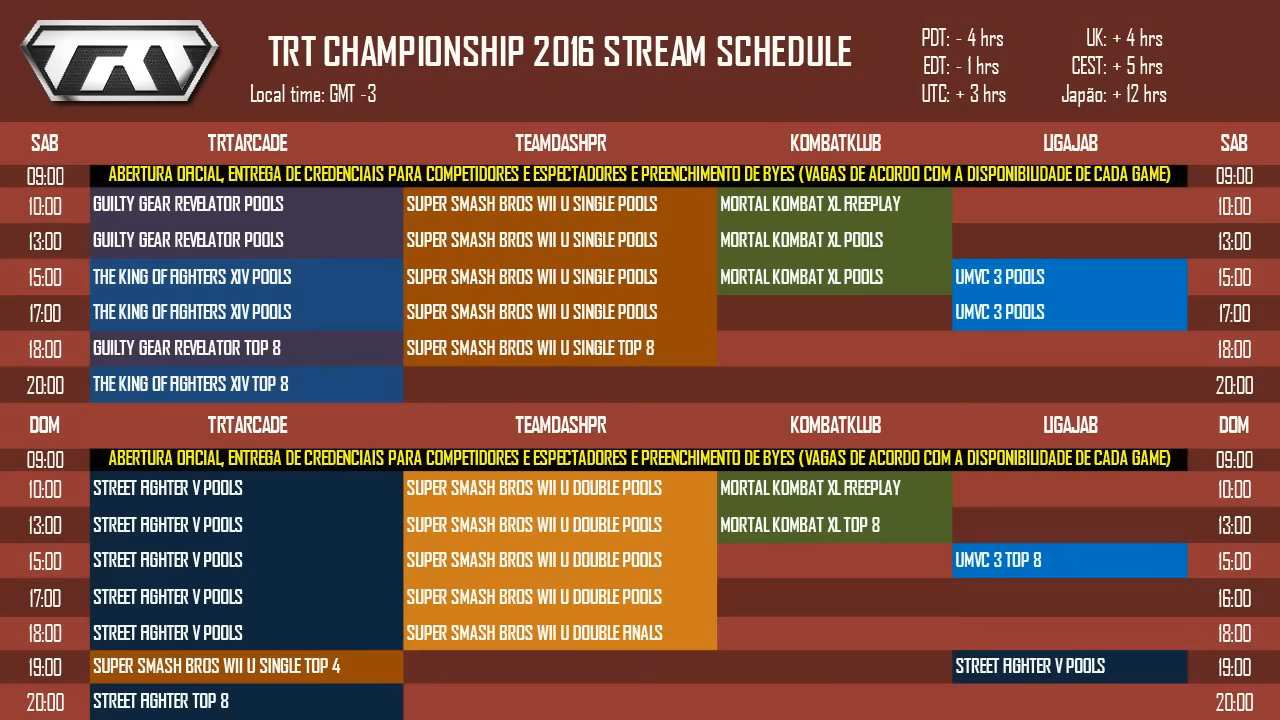 TRT
TRT CHAMPIONSHIP 2016 STREAM SCHEDULE
Local time: GMT -3
PDT: - 4 hrs UK: + 4 hrs
EDT: - 1 hrs CEST: + 5 hrs
UTC: + 3 hrs Japão: + 12 hrs
SAB TRTARCADE TEAMDASHPR KOMBATKLUB LIGAJAB SAB
09:00 ABERTURA OFICIAL, ENTREGA DE CREDENCIAIS PARA COMPETIDORES E ESPECTADORES E PREENCHIMENTO DE BYES (VAGAS DE ACORDO COM A DISPONIBILIDADE DE CADA GAME) 09:00
10:00 GUILTY GEAR REVELATOR POOLS SUPER SMASH BROS WII U SINGLE POOLS MORTAL KOMBAT XL FREEPLAY 10:00
13:00 GUILTY GEAR REVELATOR POOLS SUPER SMASH BROS WII U SINGLE POOLS MORTAL KOMBAT XL POOLS 13:00
15:00 THE KING OF FIGHTERS XIV POOLS SUPER SMASH BROS WII U SINGLE POOLS MORTAL KOMBAT XL POOLS UMVC 3 POOLS 15:00
17:00 THE KING OF FIGHTERS XIV POOLS SUPER SMASH BROS WII U SINGLE POOLS UMVC 3 POOLS 17:00
18:00 GUILTY GEAR REVELATOR TOP 8 SUPER SMASH BROS WII U SINGLE TOP 8 18:00
20:00 THE KING OF FIGHTERS XIV TOP 8 20:00
DOM TRTARCADE TEAMDASHPR KOMBATKLUB LIGAJAB DOM
09:00 ABERTURA OFICIAL, ENTREGA DE CREDENCIAIS PARA COMPETIDORES E ESPECTADORES E PREENCHIMENTO DE BYES (VAGAS DE ACORDO COM A DISPONIBILIDADE DE CADA GAME) 09:00
10:00 STREET FIGHTER V POOLS SUPER SMASH BROS WII U DOUBLE POOLS MORTAL KOMBAT XL FREEPLAY 10:00
13:00 STREET FIGHTER V POOLS SUPER SMASH BROS WII U DOUBLE POOLS MORTAL KOMBAT XL TOP 8 13:00
15:00 STREET FIGHTER V POOLS SUPER SMASH BROS WII U DOUBLE POOLS UMVC 3 TOP 8 15:00
17:00 STREET FIGHTER V POOLS SUPER SMASH BROS WII U DOUBLE POOLS 16:00
18:00 STREET FIGHTER V POOLS SUPER SMASH BROS WII U DOUBLE FINALS 18:00
19:00 SUPER SMASH BROS WII U SINGLE TOP 4 STREET FIGHTER V POOLS 19:00
20:00 STREET FIGHTER TOP 8 20:00